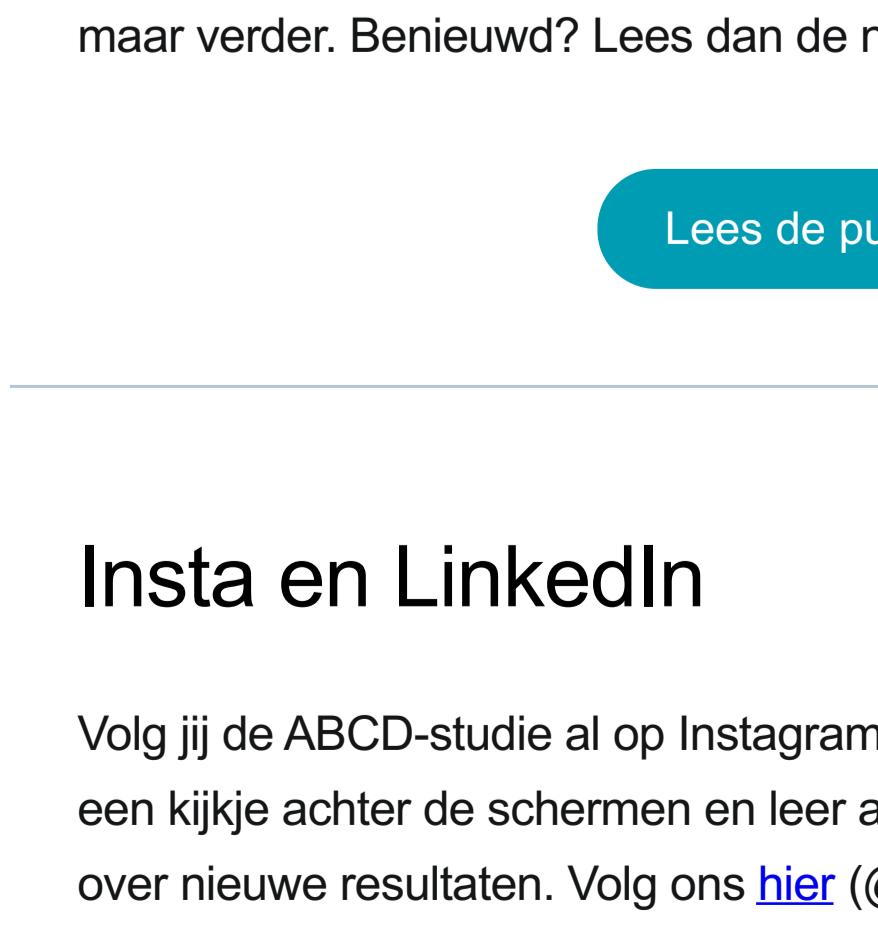 maar verder. Benieuwd? Lees dan de
Lees de
Insta en LinkedIn
Volg jij de ABCD-studie al op Instagram
een kijkje achter de schermen en leer
over nieuwe resultaten. Volg ons hier